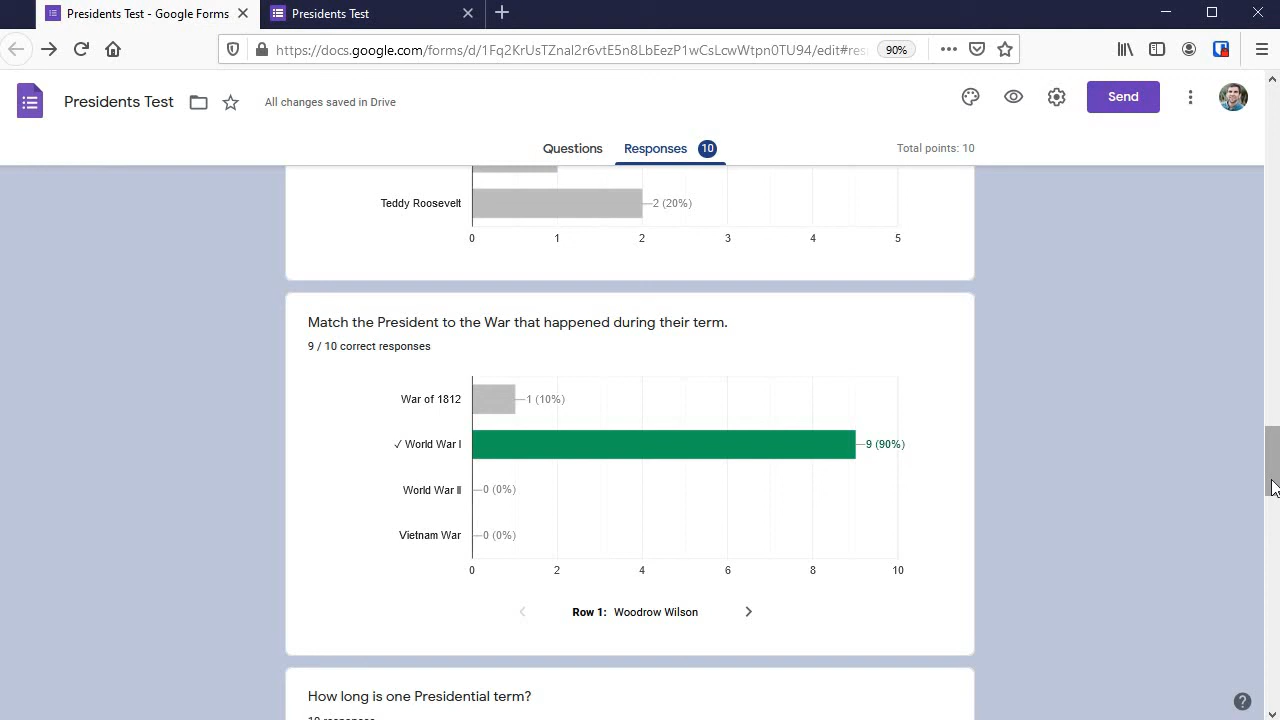 Presidents Test - Google Forms
Presidents Test
https://docs.google.com/forms/d/1Fq2KrUsTZnaI2r6vtE5n8LbEezP1wCsLcwWtpn0TU94/edit#res
90%
Presidents Test
All changes saved in Drive
Send
Questions
Responses 10
Total points: 10
Teddy Roosevelt
2 (20%)
0 1 2 3 4 5
Match the President to the War that happened during their term.
9 / 10 correct responses
War of 1812
1 (10%)
✓ World War I
9 (90%)
World War II
0 (0%)
Vietnam War
0 (0%)
0 2 4 6 8 10
Row 1: Woodrow Wilson
How long is one Presidential term?
10 responses